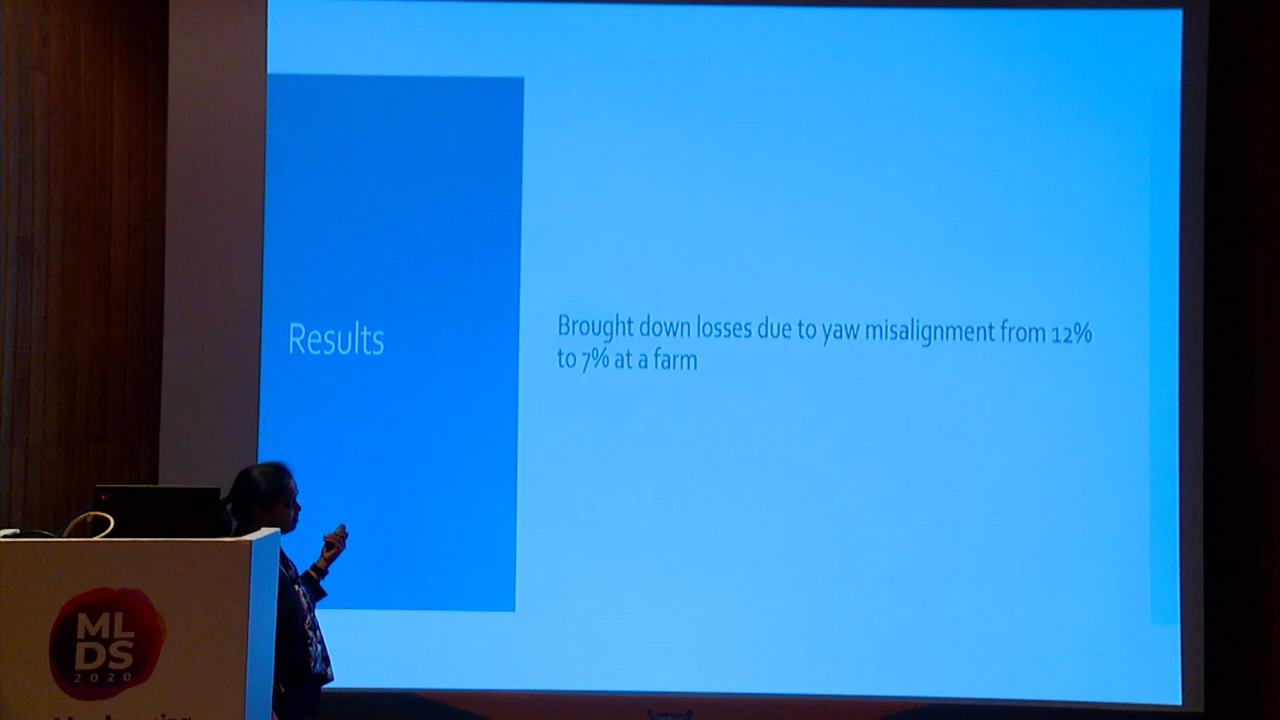 Results
Brought down losses due to yaw misalignment from 12%
to 7% at a farm
ML
DS
2020